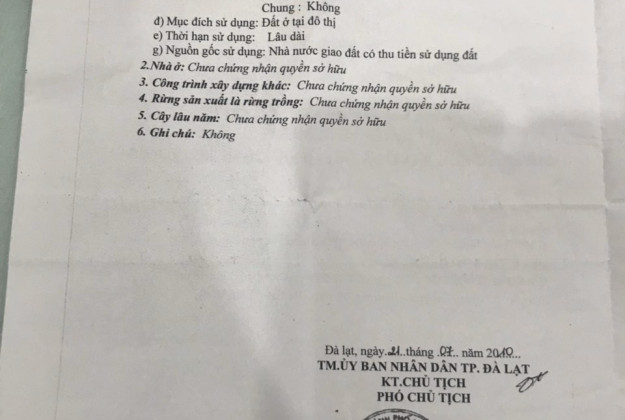 Chung : Không
đ) Mục đích sử dụng: Đất ở tại đô thị
e) Thời hạn sử dụng: Lâu dài
g) Nguồn gốc sử dụng: Nhà nước giao đất có thu tiền sử dụng đất
2.Nhà ở: Chưa chứng nhận quyền sở hữu
3. Công trình xây dựng khác: Chưa chứng nhận quyền sở hữu
4. Rừng sản xuất là rừng trồng: Chưa chứng nhận quyền sở hữu
5. Cây lâu năm: Chưa chứng nhận quyền sở hữu
6. Ghi chú: Không
Đà lạt, ngày..21..tháng .07.. năm 2010...
TM.ỦY BAN NHÂN DÂN TP. ĐÀ LẠT
KT.CHỦ TỊCH
PHÓ CHỦ TỊCH